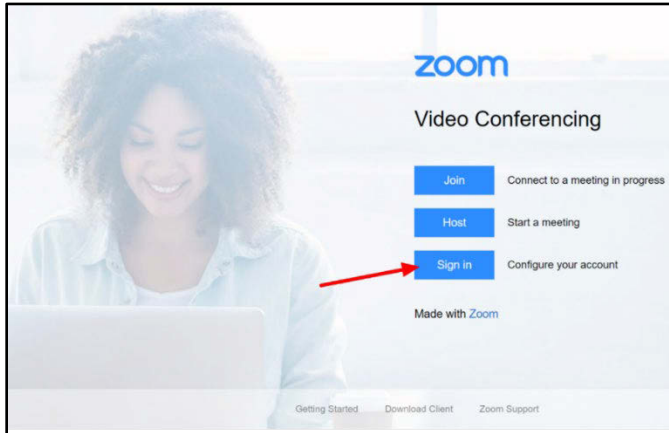 zoom
Video Conferencing
Join Connect to a meeting in progress
Host Start a meeting
Sign in Configure your account
Made with Zoom
Getting Started Download Client Zoom Support